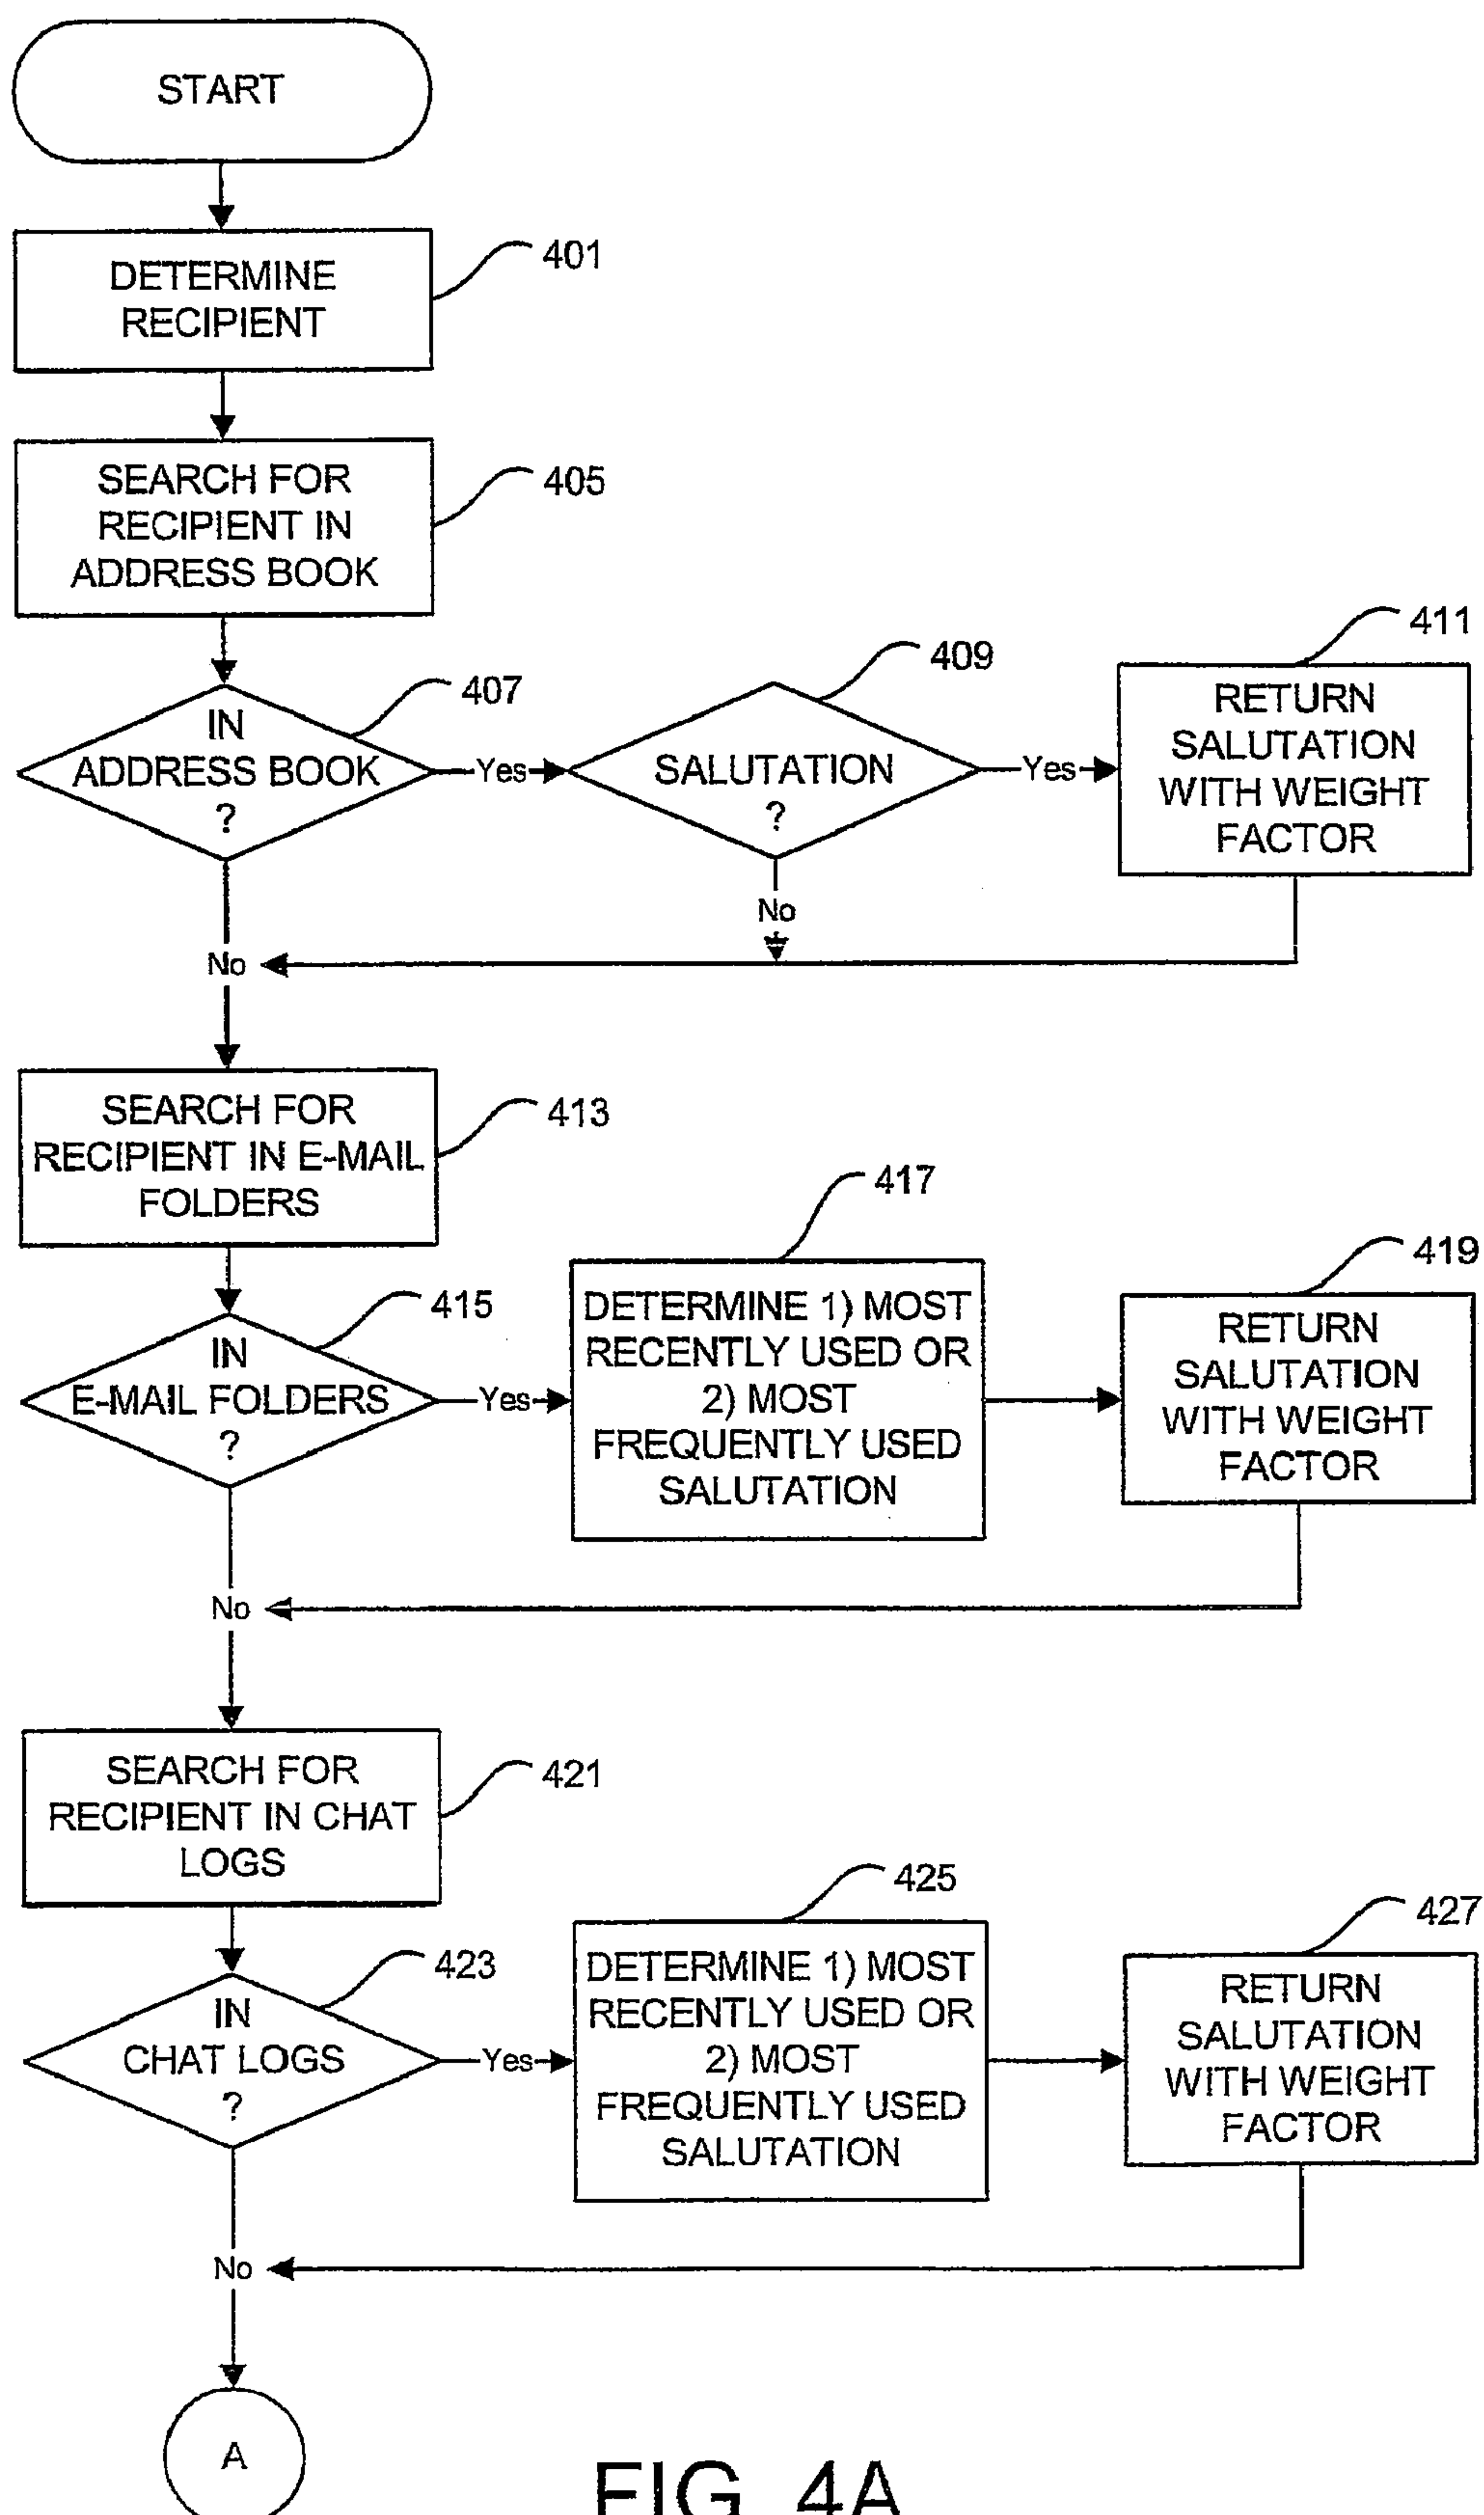 START
DETERMINE
RECIPIENT
401
SEARCH FOR
RECIPIENT IN
ADDRESS BOOK
405
IN
ADDRESS BOOK
?
407
Yes
SALUTATION
?
409
Yes
RETURN
SALUTATION
WITH WEIGHT
FACTOR
411
No
No
SEARCH FOR
RECIPIENT IN E-MAIL
FOLDERS
413
IN
E-MAIL FOLDERS
?
415
Yes
DETERMINE 1) MOST
RECENTLY USED OR
2) MOST
FREQUENTLY USED
SALUTATION
417
RETURN
SALUTATION
WITH WEIGHT
FACTOR
419
No
SEARCH FOR
RECIPIENT IN CHAT
LOGS
421
IN
CHAT LOGS
?
423
Yes
DETERMINE 1) MOST
RECENTLY USED OR
2) MOST
FREQUENTLY USED
SALUTATION
425
RETURN
SALUTATION
WITH WEIGHT
FACTOR
427
No
A
FIG. 4A